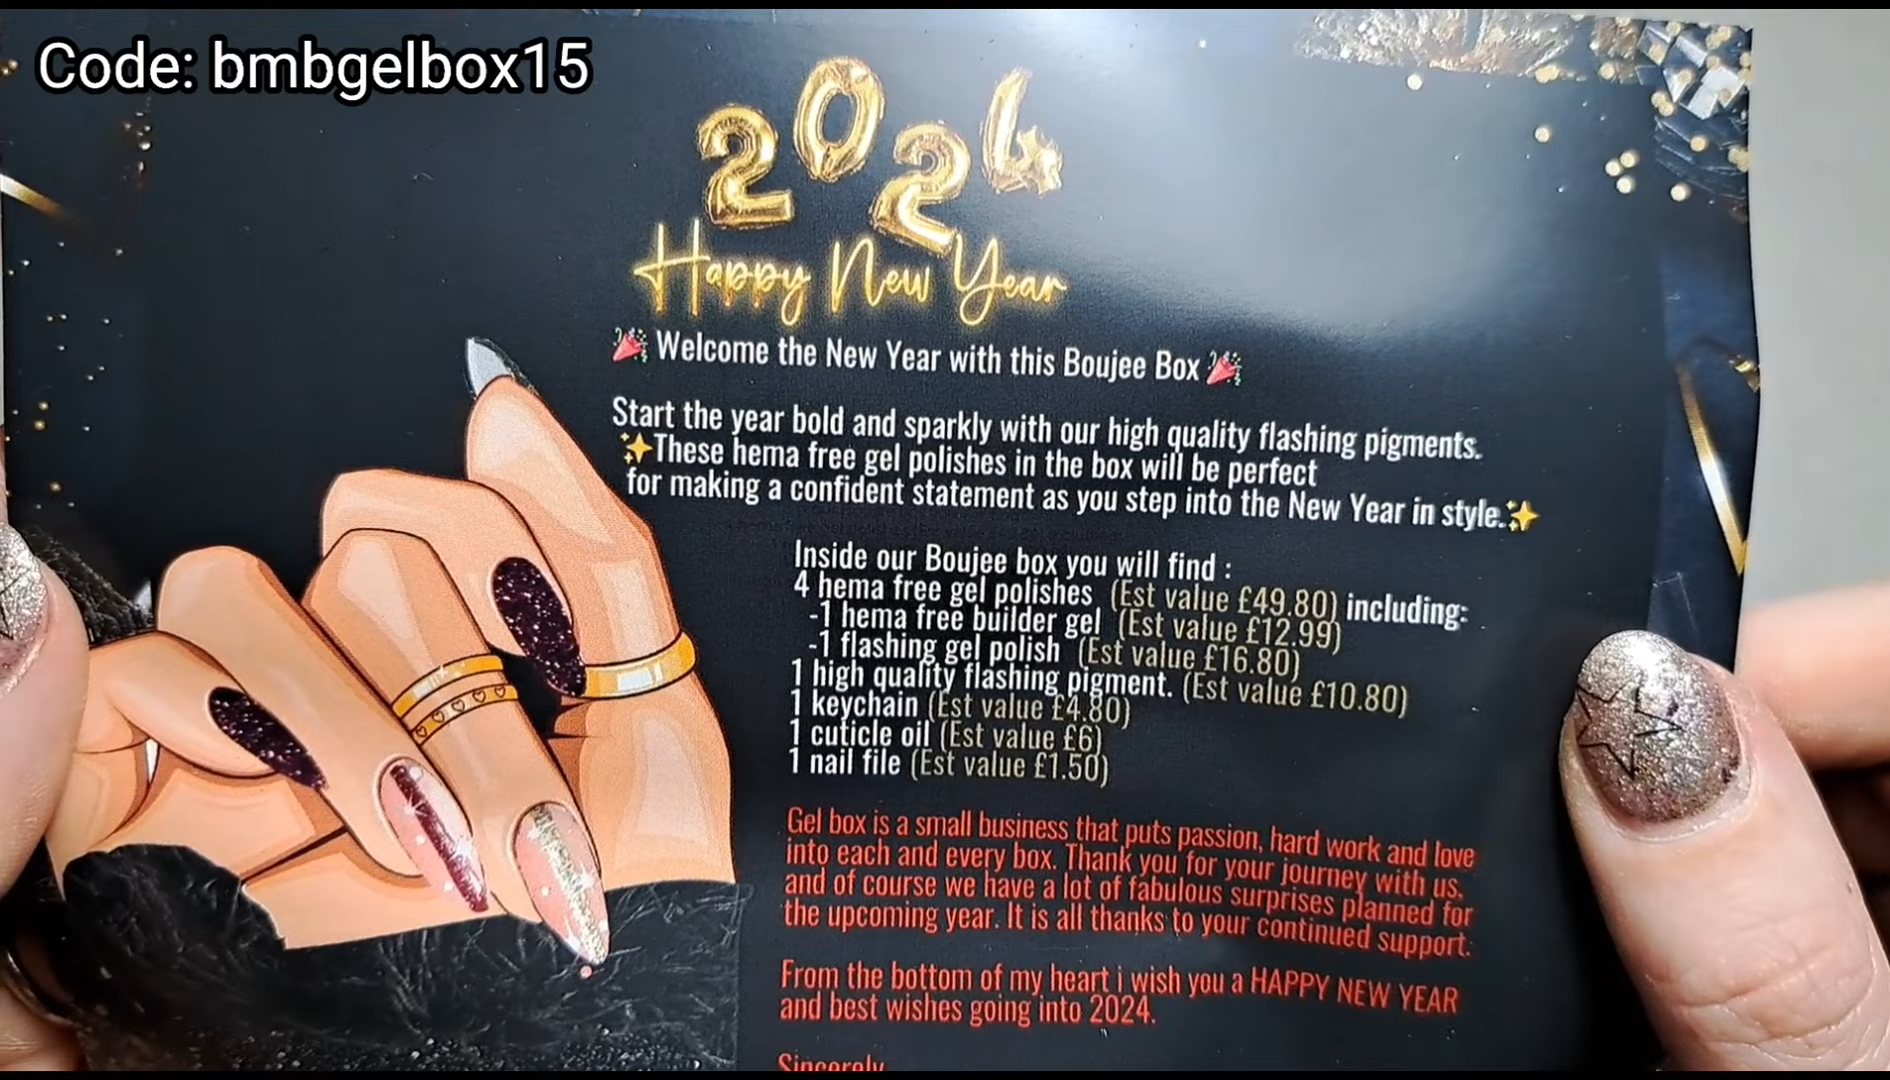 Code: bmbgelbox15
2024
Happy New Year
🎉 Welcome the New Year with this Boujee Box 🎉
Start the year bold and sparkly with our high quality flashing pigments.
✨These hema free gel polishes in the box will be perfect
for making a confident statement as you step into the New Year in style.✨
Inside our Boujee box you will find :
4 hema free gel polishes (Est value £49.80) including:
-1 hema free builder gel (Est value £12.99)
-1 flashing gel polish (Est value £16.80)
1 high quality flashing pigment. (Est value £10.80)
1 keychain (Est value £4.80)
1 cuticle oil (Est value £6)
1 nail file (Est value £1.50)
Gel box is a small business that puts passion, hard work and love
into each and every box. Thank you for your journey with us.
and of course we have a lot of fabulous surprises planned for
the upcoming year. It is all thanks to your continued support.
From the bottom of my heart i wish you a HAPPY NEW YEAR
and best wishes going into 2024.
Sincerely